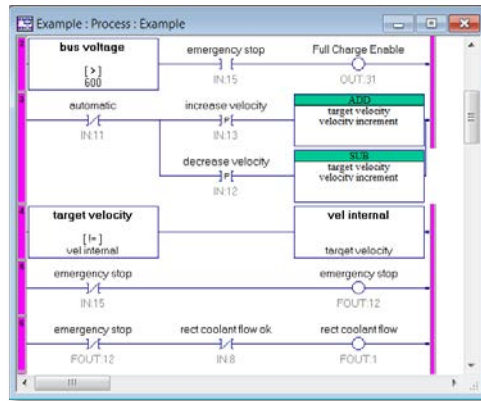 Example : Process : Example
bus voltage
emergency stop
Full Charge Enable
[>]
600
IN:15
OUT:31
automatic
increase velocity
ADD
target velocity
velocity increment
IN:11
IN:13
decrease velocity
SUB
target velocity
velocity increment
IN:12
target velocity
vel internal
[!=]
vel internal
target velocity
emergency stop
emergency stop
IN:15
FOUT:12
emergency stop
rect coolant flow ok
rect coolant flow
FOUT:12
IN:8
FOUT:1